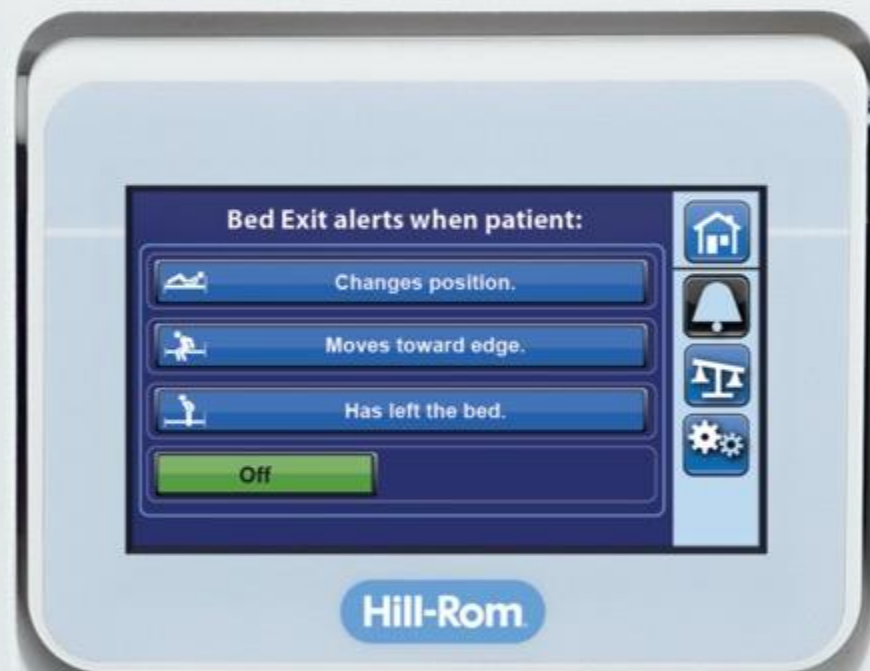 Bed Exit alerts when patient:
Changes position.
Moves toward edge.
Has left the bed.
Off
Hill-Rom